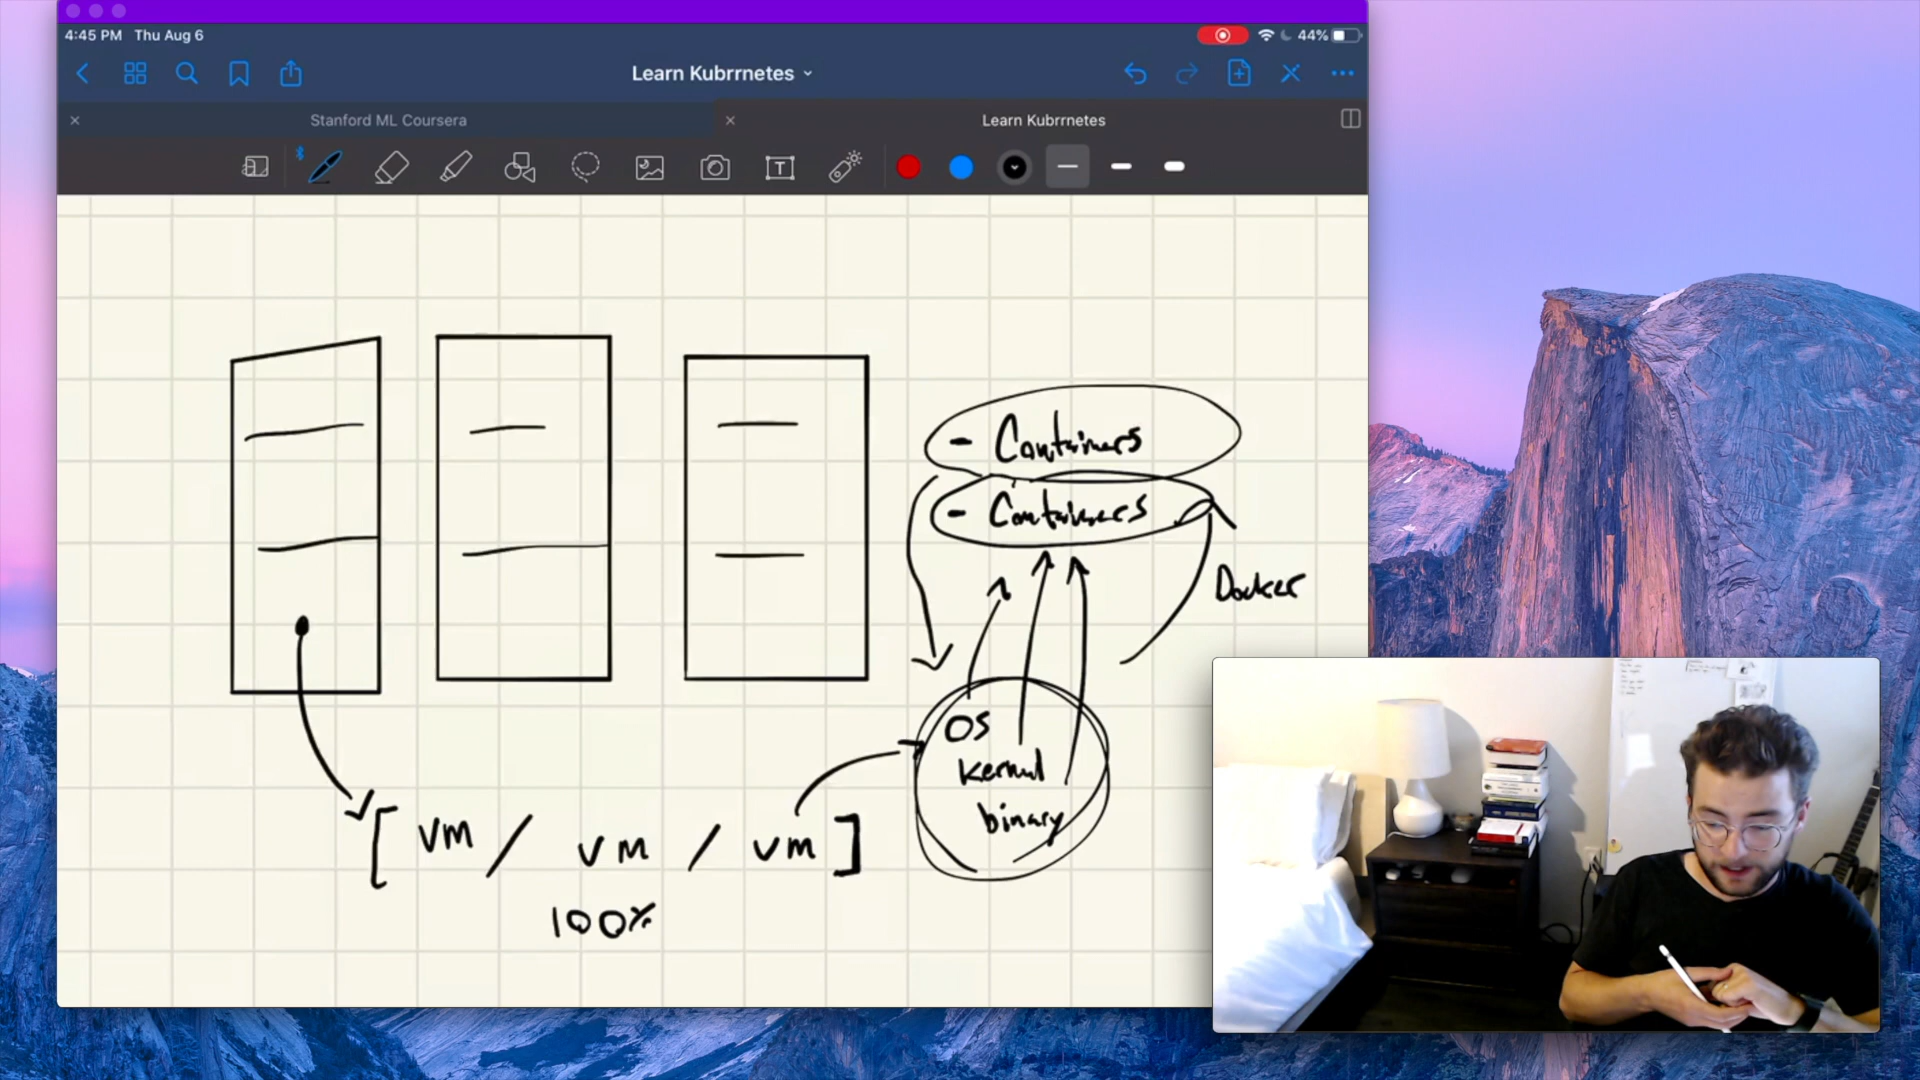 4:45 PM Thu Aug 6
44%
Learn Kubrrnetes
Stanford ML Coursera
Learn Kubrrnetes
T
- Containers
- Containers
Docker
OS
kernel
binary
[ vm / vm / vm ]
100%